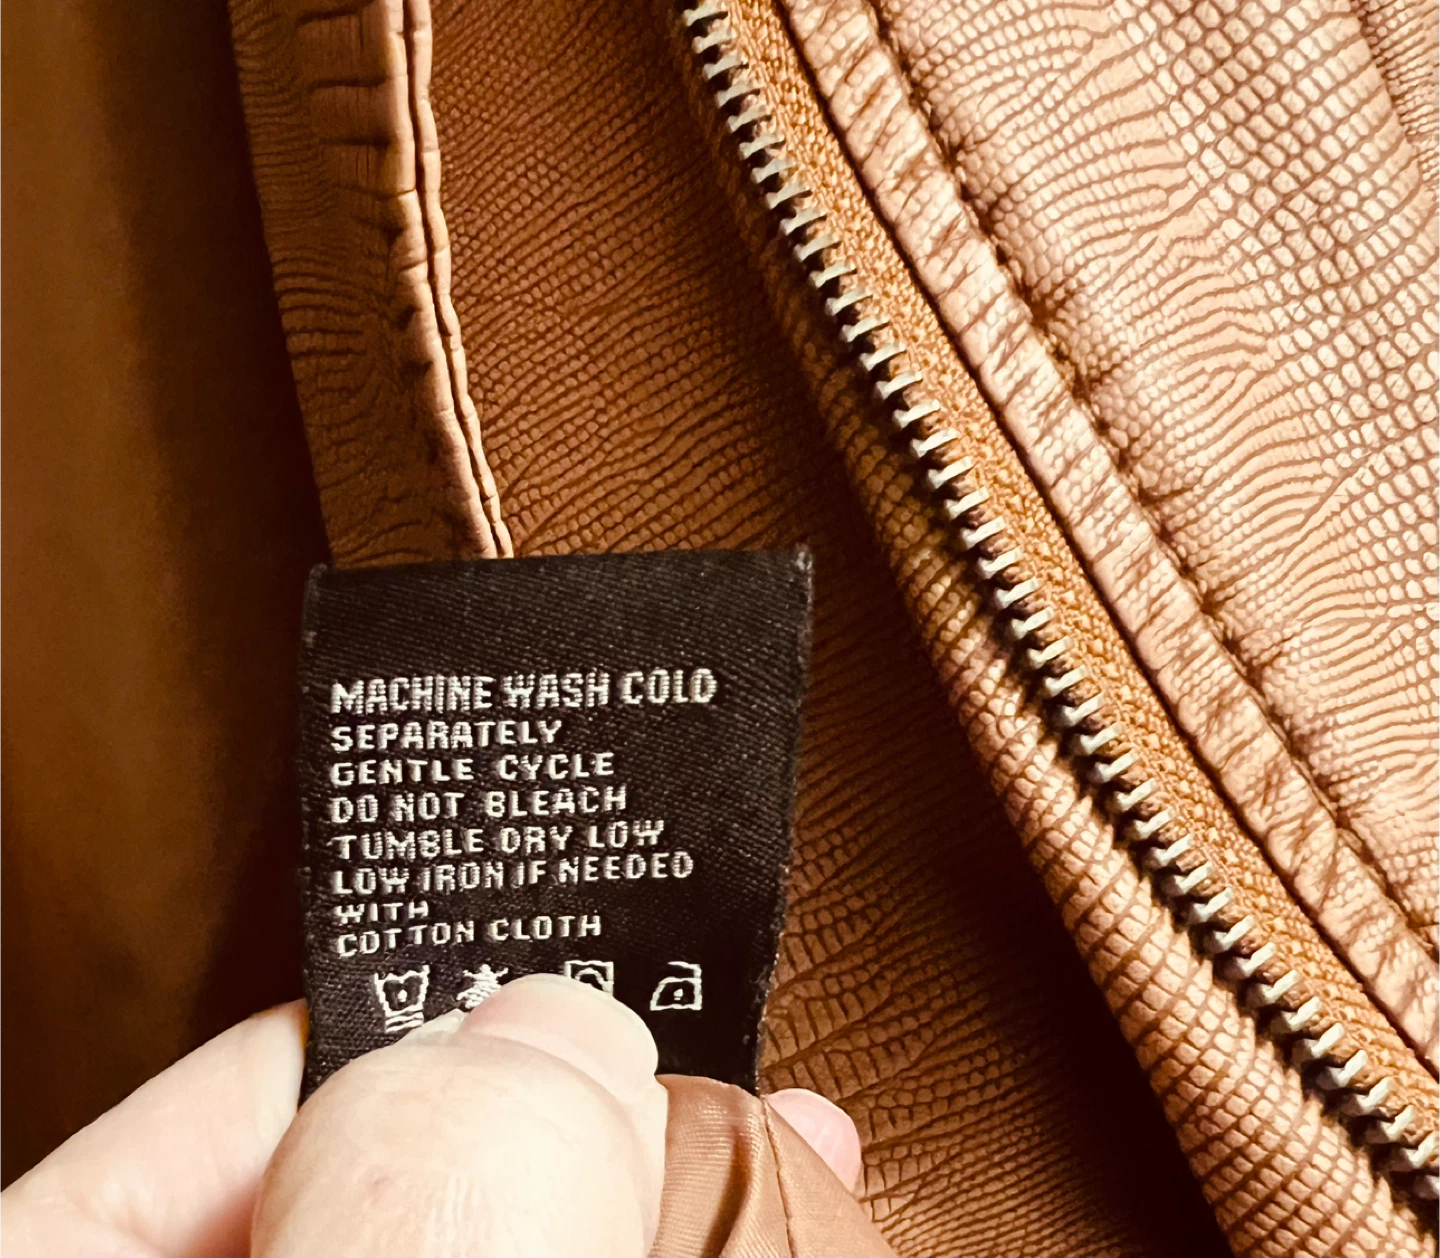 MACHINE WASH COLD
SEPARATELY
GENTLE CYCLE
DO NOT BLEACH
TUMBLE DRY LOW
LOW IRON IF NEEDED
WITH
COTTON CLOTH